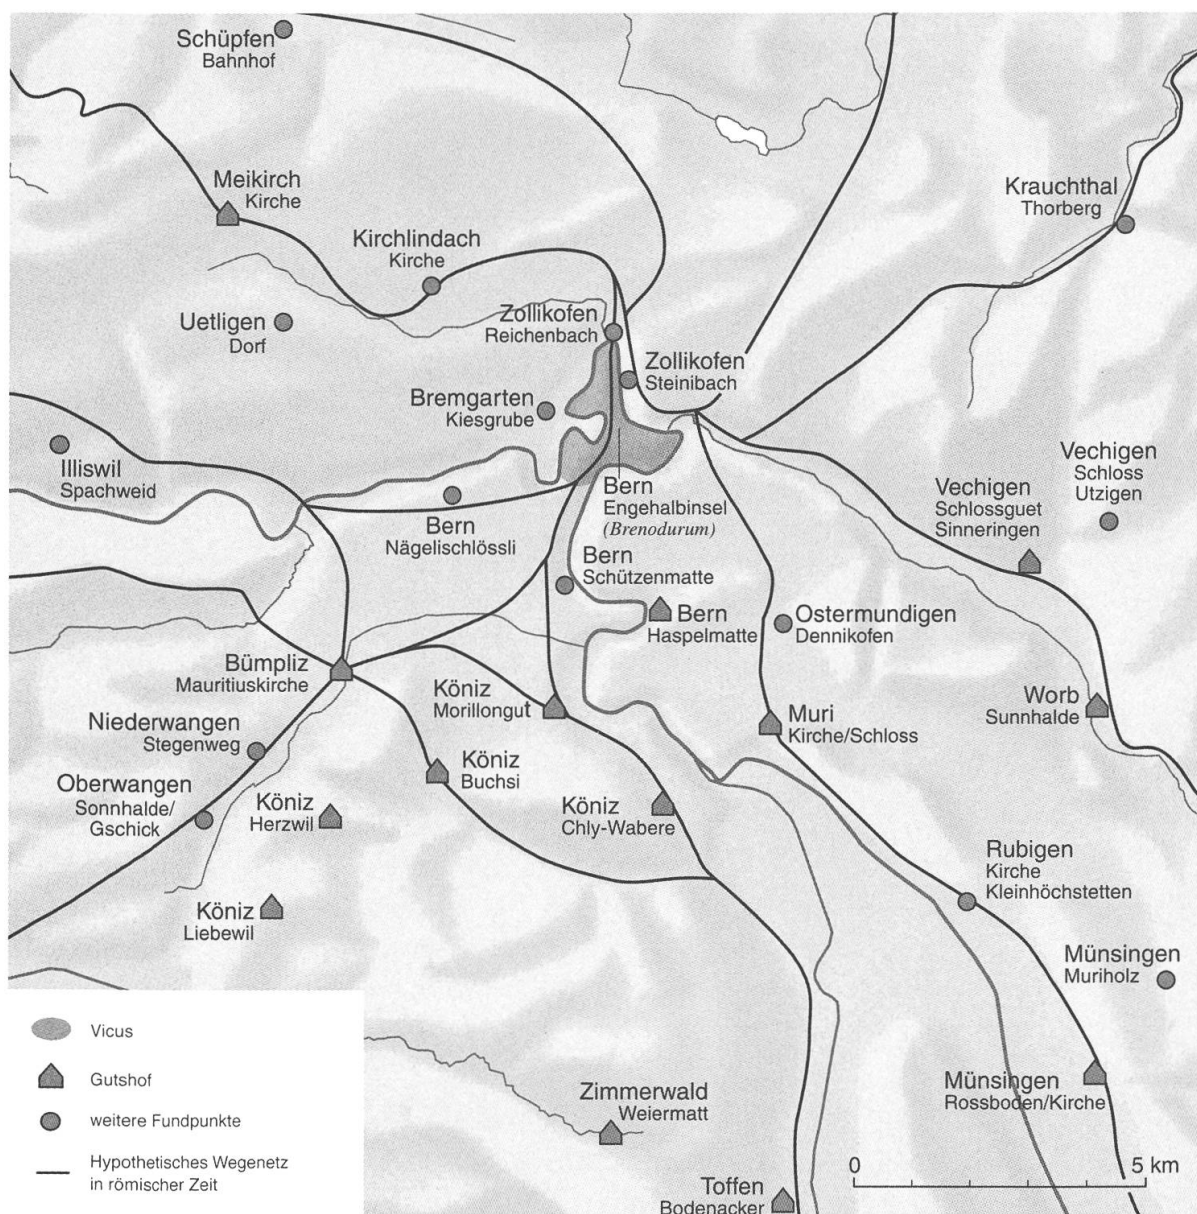 Schüpfen
Bahnhof
Meikirch
Kirche
Krauchthal
Thorberg
Kirchlindach
Kirche
Uetligen
Dorf
Zollikofen
Reichenbach
Zollikofen
Steinibach
Bremgarten
Kiesgrube
Illiswil
Spachweid
Vechigen
Schloss
Utzigen
Vechigen
Schlossguet
Sinneringen
Bern
Engehalbinsel
(Brenodurum)
Bern
Nägelischlössli
Bern
Schützenmatte
Bern
Haspelmatte
Ostermundigen
Dennikofen
Bümpliz
Mauritiuskirche
Köniz
Morillongut
Worb
Sunnhalde
Muri
Kirche/Schloss
Niederwangen
Stegenweg
Oberwangen
Sonnhalde/
Gschick
Köniz
Buchsi
Köniz
Herzwil
Köniz
Chly-Wabere
Rubigen
Kirche
Kleinhöchstetten
Köniz
Liebewil
Münsingen
Muriholz
Münsingen
Rossboden/Kirche
Zimmerwald
Weiermatt
Toffen
Bodenacker
Vicus
Gutshof
weitere Fundpunkte
Hypothetisches Wegenetz
in römischer Zeit
0 5 km